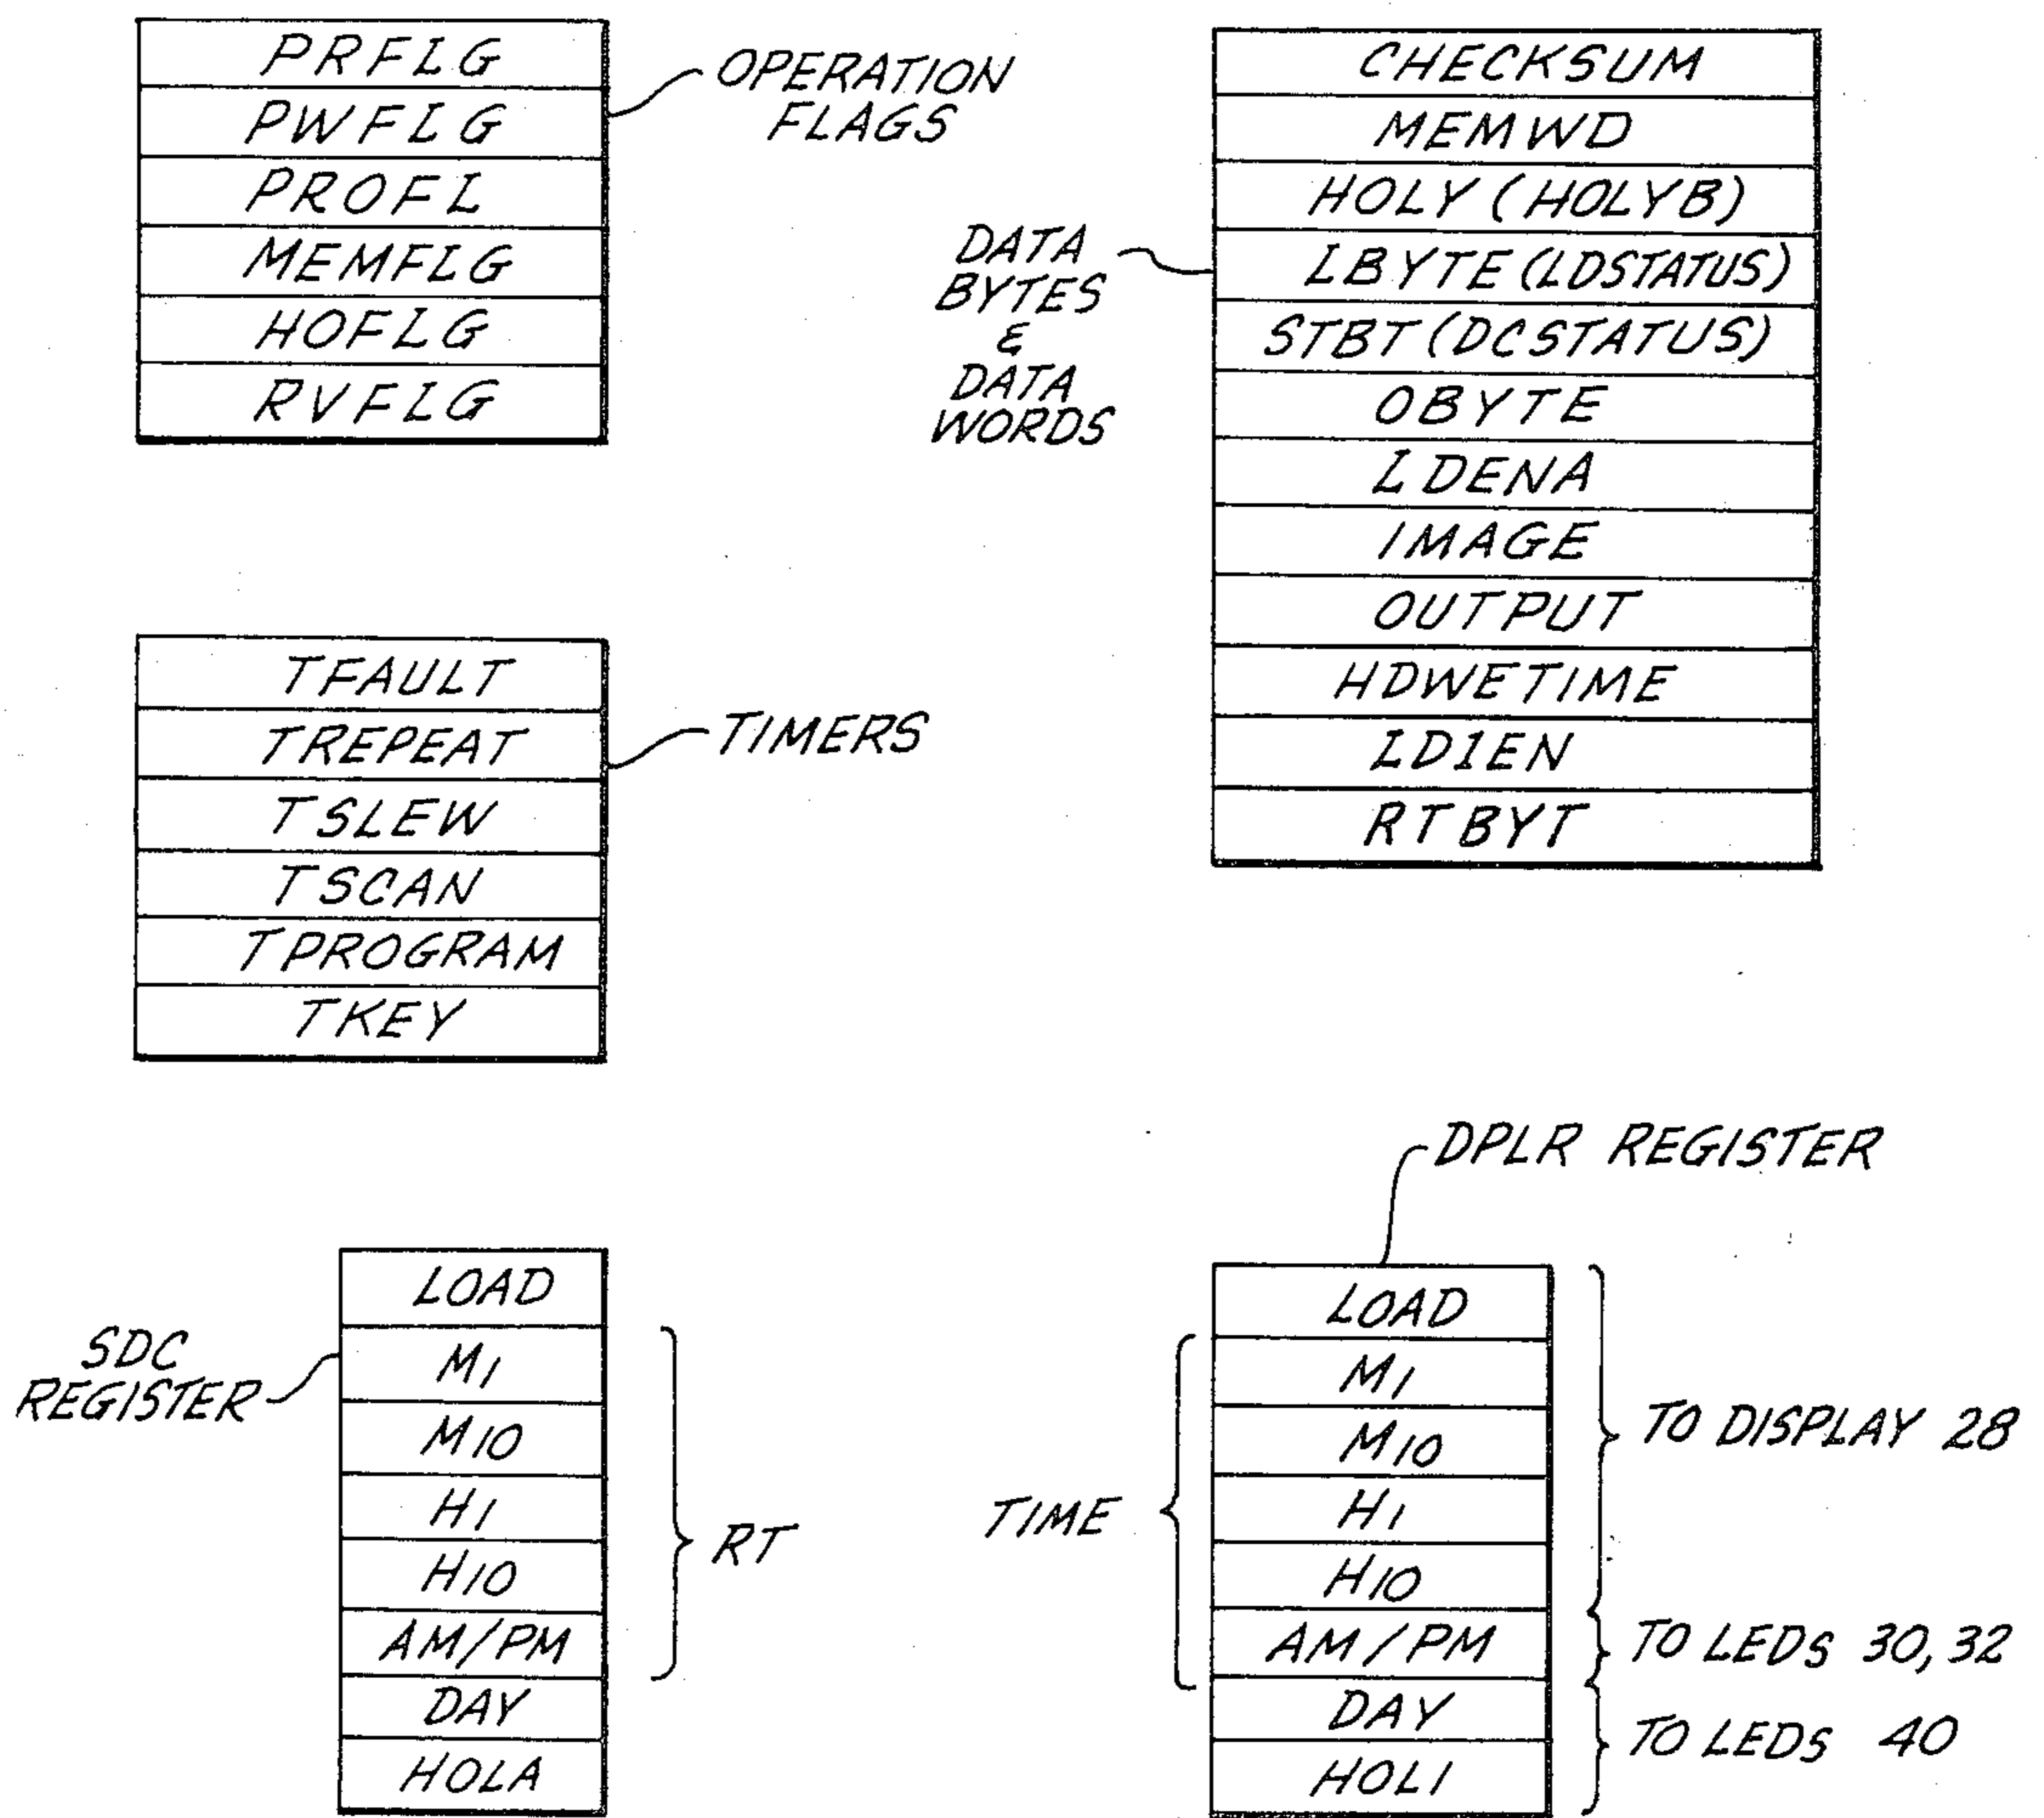 PRFLG
PWFLG
PROFL
MEMFLG
HOFLG
RVFLG
OPERATION
FLAGS
CHECKSUM
MEMWD
HOLY (HOLYB)
LBYTE (LDSTATUS)
STBT (DCSTATUS)
OBYTE
LDENA
IMAGE
OUTPUT
HDWETIME
LD1EN
RTBYT
DATA
BYTES
&
DATA
WORDS
TFAULT
TREPEAT
TSLEW
TSCAN
TPROGRAM
TKEY
TIMERS
SDC
REGISTER
LOAD
M1
M10
H1
H10
AM/PM
DAY
HOLA
RT
DPLR REGISTER
TIME
LOAD
M1
M10
H1
H10
AM/PM
DAY
HOLI
TO DISPLAY 28
TO LEDS 30, 32
TO LEDS 40